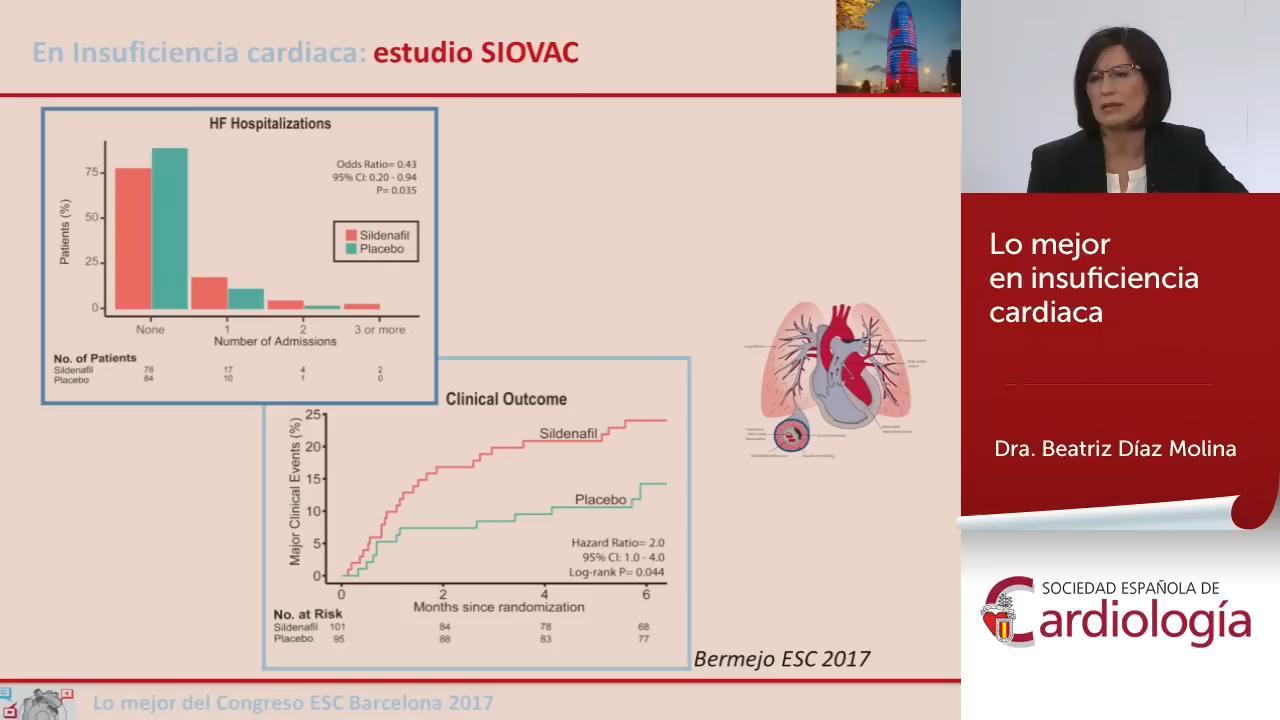 En Insuficiencia cardiaca: estudio SIOVAC
HF Hospitalizations
Odds Ratio= 0.43
95% CI: 0.20 - 0.94
P= 0.035
Patients (%)
75
50
25
0
Sildenafil
Placebo
None 1 2 3 or more
Number of Admissions
No. of Patients
Sildenafil 78 17 4 2
Placebo 84 10 1 0
Clinical Outcome
Major Clinical Events (%)
25
20
15
10
5
0
Sildenafil
Placebo
Hazard Ratio= 2.0
95% CI: 1.0 - 4.0
Log-rank P= 0.044
0 2 4 6
Months since randomization
No. at Risk
Sildenafil 101 84 78 68
Placebo 95 88 83 77
Bermejo ESC 2017
Lo mejor del Congreso ESC Barcelona 2017
Lo mejor
en insuficiencia
cardiaca
Dra. Beatriz Díaz Molina
SOCIEDAD ESPAÑOLA DE
Cardiología